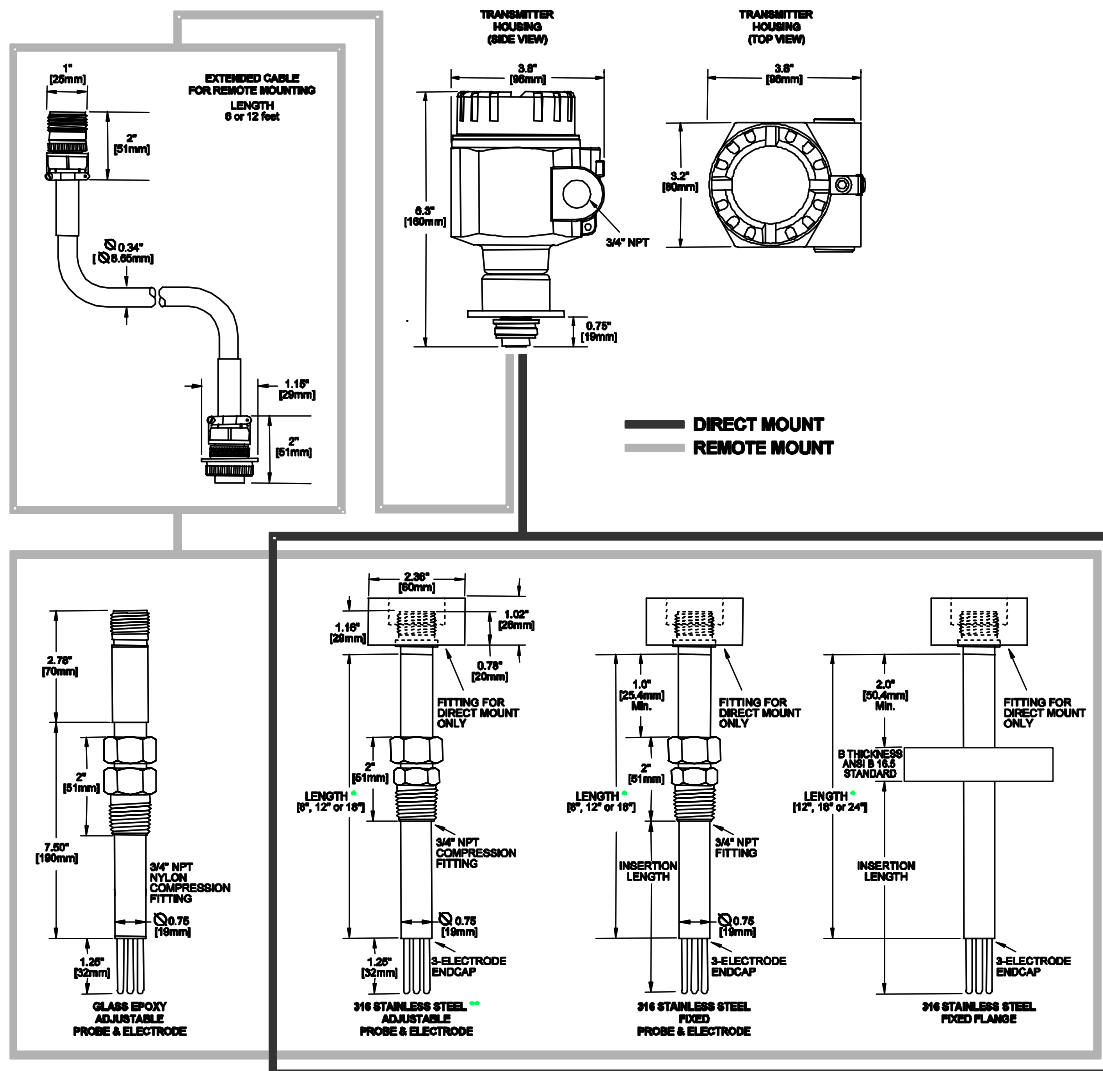 TRANSMITTER
HOUSING
(SIDE VIEW)
TRANSMITTER
HOUSING
(TOP VIEW)
1"
[25mm]
EXTENDED CABLE
FOR REMOTE MOUNTING
LENGTH
6 or 12 feet
2"
[51mm]
Ø 0.34"
[Ø 8.65mm]
1.15"
[29mm]
2"
[51mm]
3.8"
[96mm]
6.3"
[160mm]
3/4" NPT
0.75"
[19mm]
3.8"
[96mm]
3.2"
[80mm]
DIRECT MOUNT
REMOTE MOUNT
2.78"
[70mm]
2"
[51mm]
7.50"
[190mm]
3/4" NPT
NYLON
COMPRESSION
FITTING
Ø 0.75
[19mm]
1.25"
[32mm]
GLASS EPOXY
ADJUSTABLE
PROBE & ELECTRODE
2.36"
[60mm]
1.16"
[29mm]
1.02"
[26mm]
0.78"
[20mm]
FITTING FOR
DIRECT MOUNT
ONLY
2"
[51mm]
LENGTH *
[6", 12" or 18"]
3/4" NPT
COMPRESSION
FITTING
Ø 0.75
[19mm]
1.25"
[32mm]
3-ELECTRODE
ENDCAP
316 STAINLESS STEEL **
ADJUSTABLE
PROBE & ELECTRODE
1.0"
[25.4mm]
Min.
FITTING FOR
DIRECT MOUNT
ONLY
2"
[51mm]
LENGTH *
[6", 12" or 18"]
3/4" NPT
FITTING
INSERTION
LENGTH
Ø 0.75
[19mm]
3-ELECTRODE
ENDCAP
316 STAINLESS STEEL
FIXED
PROBE & ELECTRODE
2.0"
[50.4mm]
Min.
FITTING FOR
DIRECT MOUNT
ONLY
B THICKNESS
ANSI B 16.5
STANDARD
LENGTH *
[12", 18" or 24"]
INSERTION
LENGTH
3-ELECTRODE
ENDCAP
316 STAINLESS STEEL
FIXED FLANGE